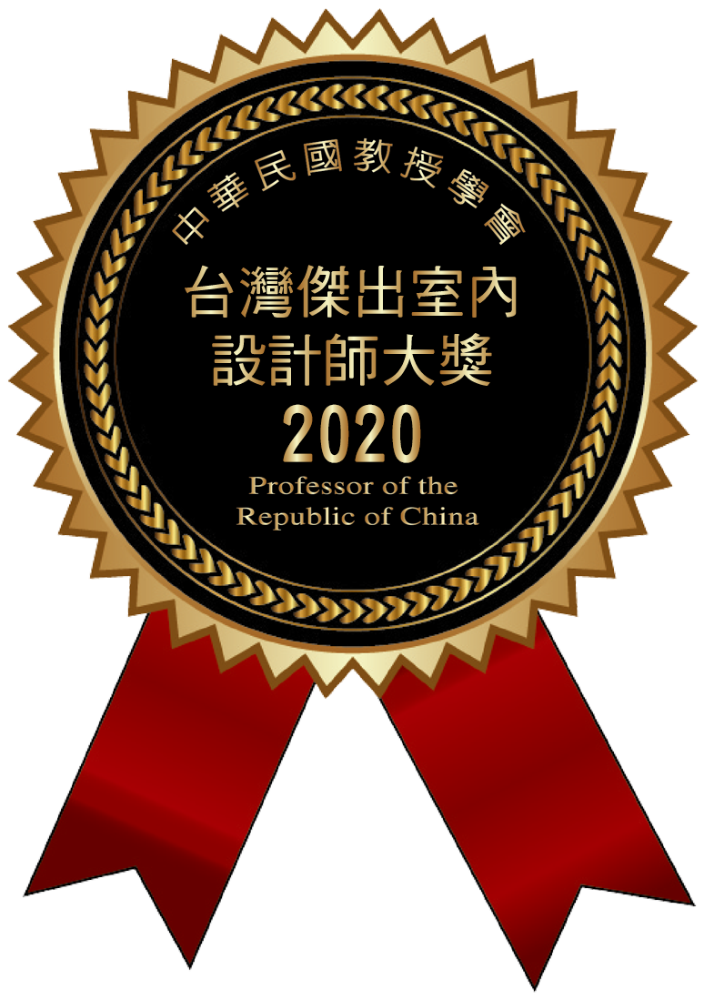 中華民國教授學會
台灣傑出室內
設計師大獎
2020
Professor of the
Republic of China